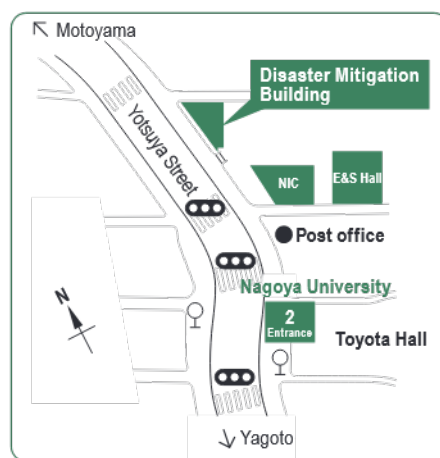 Motoyama
Disaster Mitigation
Building
Yotsuya Street
NIC
E&S Hall
Post office
Nagoya University
N
2
Entrance
Toyota Hall
Yagoto